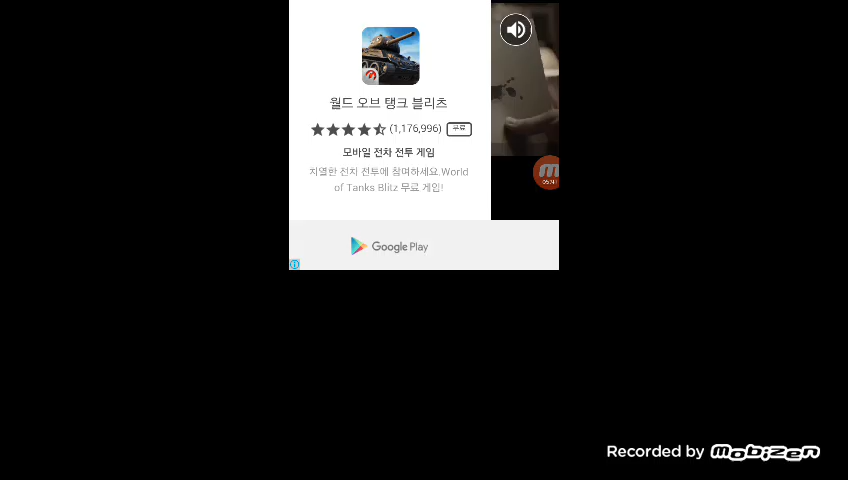 월드 오브 탱크 블리츠
(1,176,996) 무료
모바일 전차 전투 게임
치열한 전차 전투에 참여하세요.World
of Tanks Blitz 무료 게임!
Google Play
Recorded by mobizen